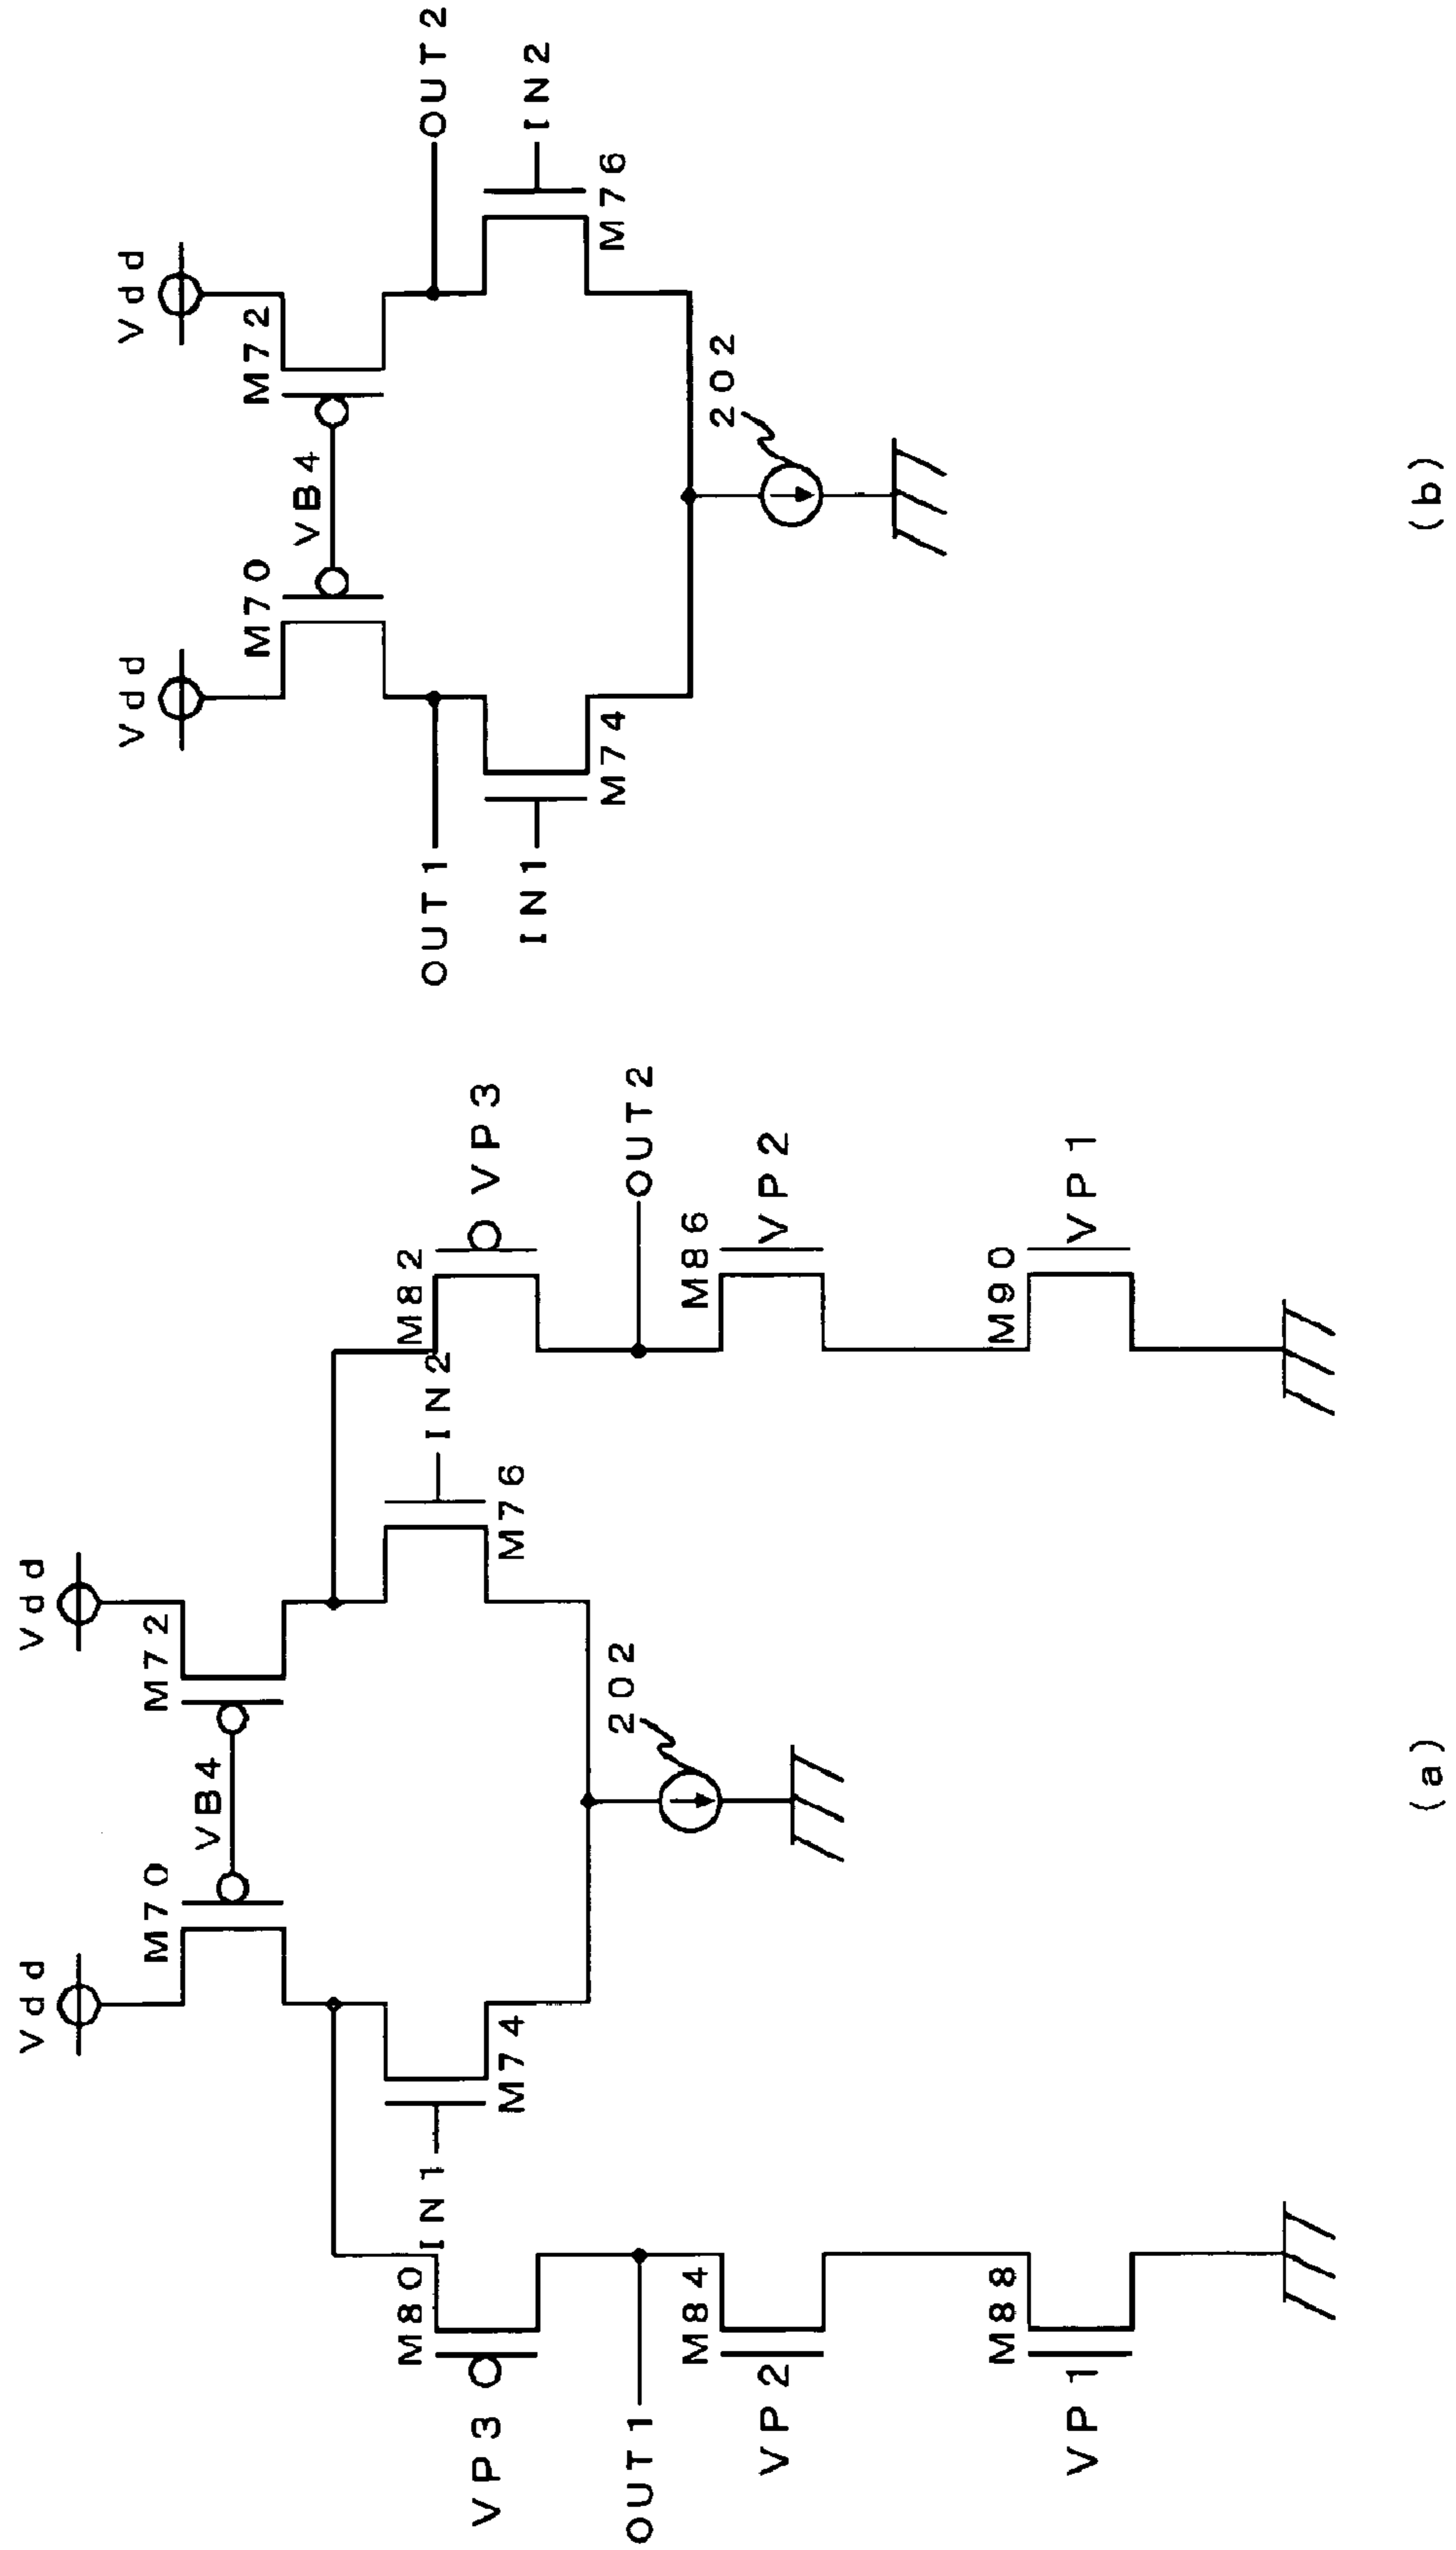 Vdd
Vdd
M70
VB4
M72
IN1
M74
M76
IN2
M80
M82
VP3
VP3
202
OUT1
OUT2
M84
M86
VP2
VP2
M88
M90
VP1
VP1
(a)
Vdd
Vdd
M70
VB4
M72
OUT1
OUT2
IN1
IN2
M74
M76
202
(b)